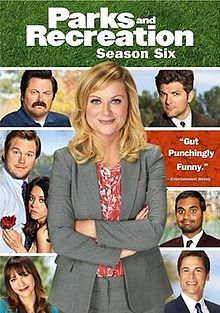 Parks and
Recreation
Season Six
"Gut
Punchingly
Funny."
– Entertainment Weekly